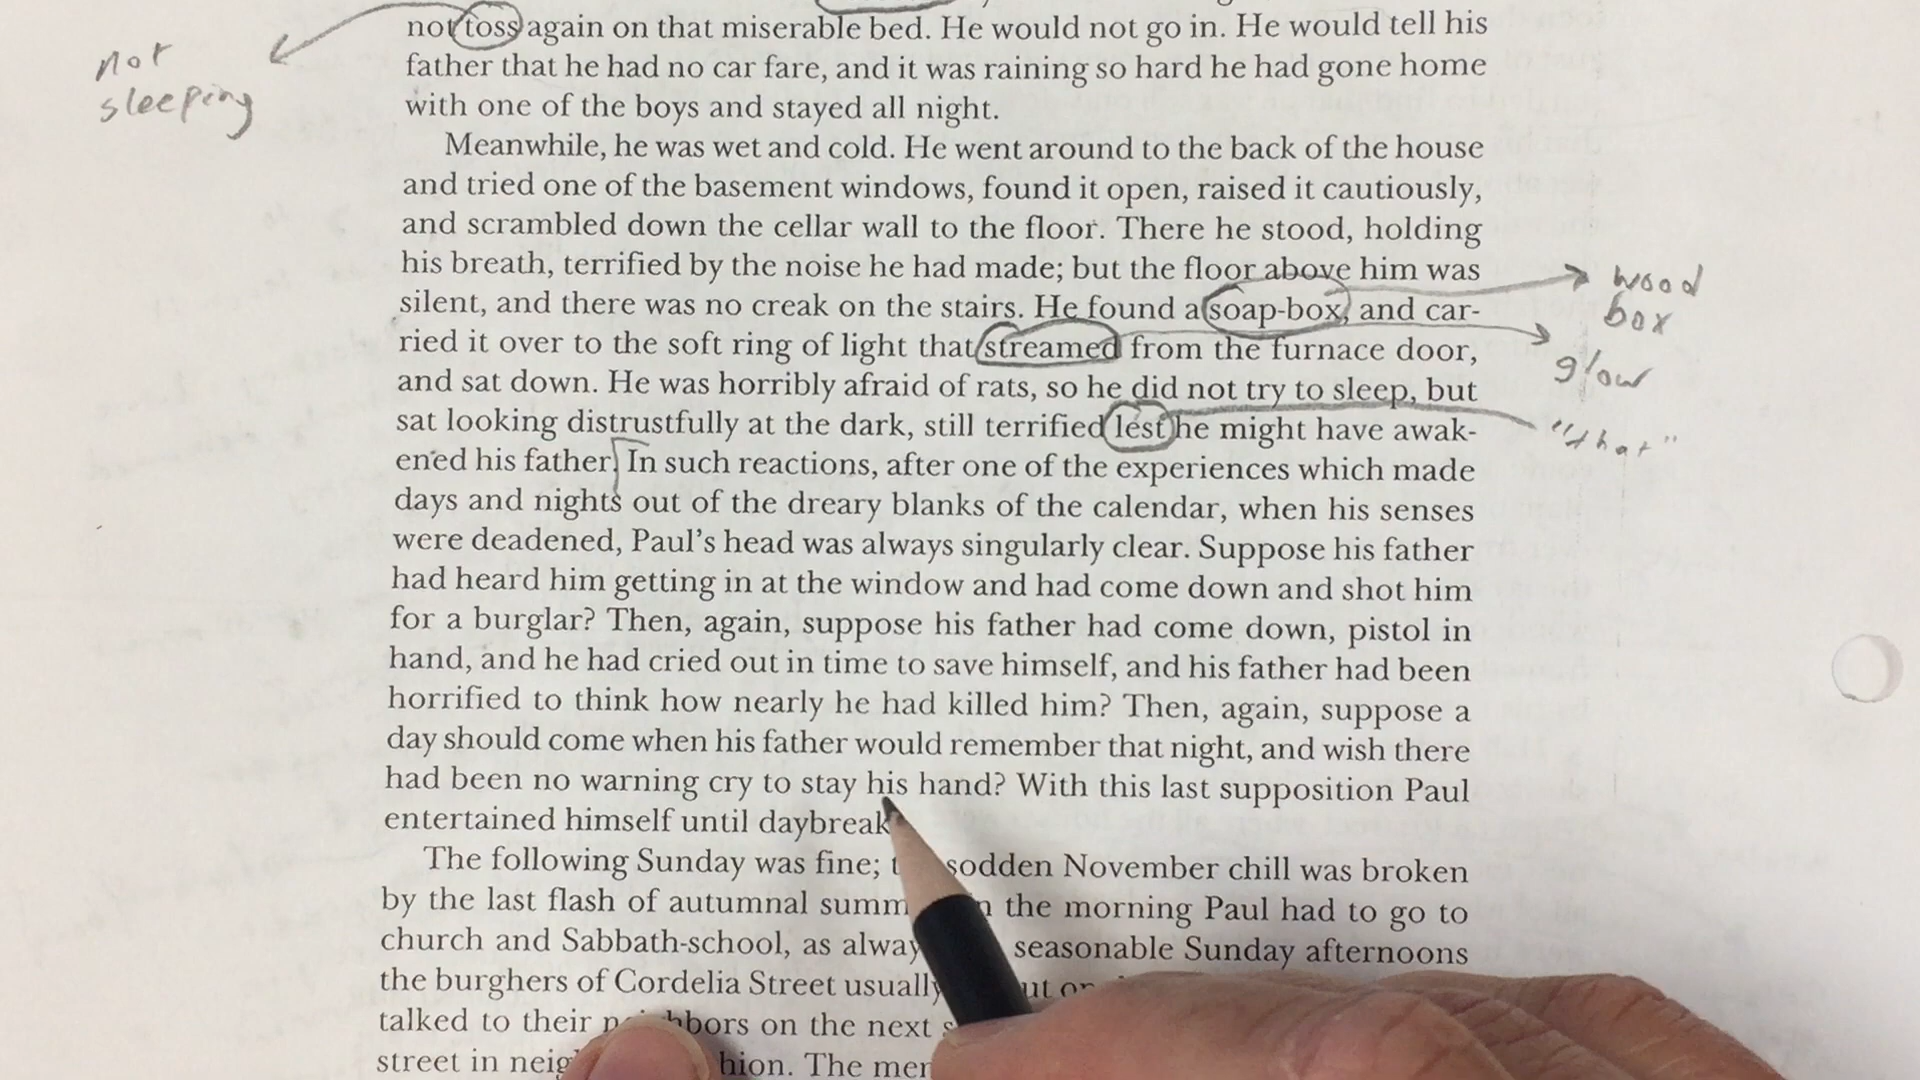 not toss again on that miserable bed. He would not go in. He would tell his
father that he had no car fare, and it was raining so hard he had gone home
with one of the boys and stayed all night.
not
sleeping
Meanwhile, he was wet and cold. He went around to the back of the house
and tried one of the basement windows, found it open, raised it cautiously,
and scrambled down the cellar wall to the floor. There he stood, holding
his breath, terrified by the noise he had made; but the floor above him was
silent, and there was no creak on the stairs. He found a soap-box, and car-
wood
box
ried it over to the soft ring of light that streamed from the furnace door,
glow
and sat down. He was horribly afraid of rats, so he did not try to sleep, but
sat looking distrustfully at the dark, still terrified lest he might have awak-
"that"
ened his father. In such reactions, after one of the experiences which made
days and nights out of the dreary blanks of the calendar, when his senses
were deadened, Paul's head was always singularly clear. Suppose his father
had heard him getting in at the window and had come down and shot him
for a burglar? Then, again, suppose his father had come down, pistol in
hand, and he had cried out in time to save himself, and his father had been
horrified to think how nearly he had killed him? Then, again, suppose a
day should come when his father would remember that night, and wish there
had been no warning cry to stay his hand? With this last supposition Paul
entertained himself until daybreak
The following Sunday was fine; sodden November chill was broken
by the last flash of autumnal the morning Paul had to go to
church and Sabbath-school, as seasonable Sunday afternoons
the burghers of Cordelia Street usually
talked to their on the next
street in The